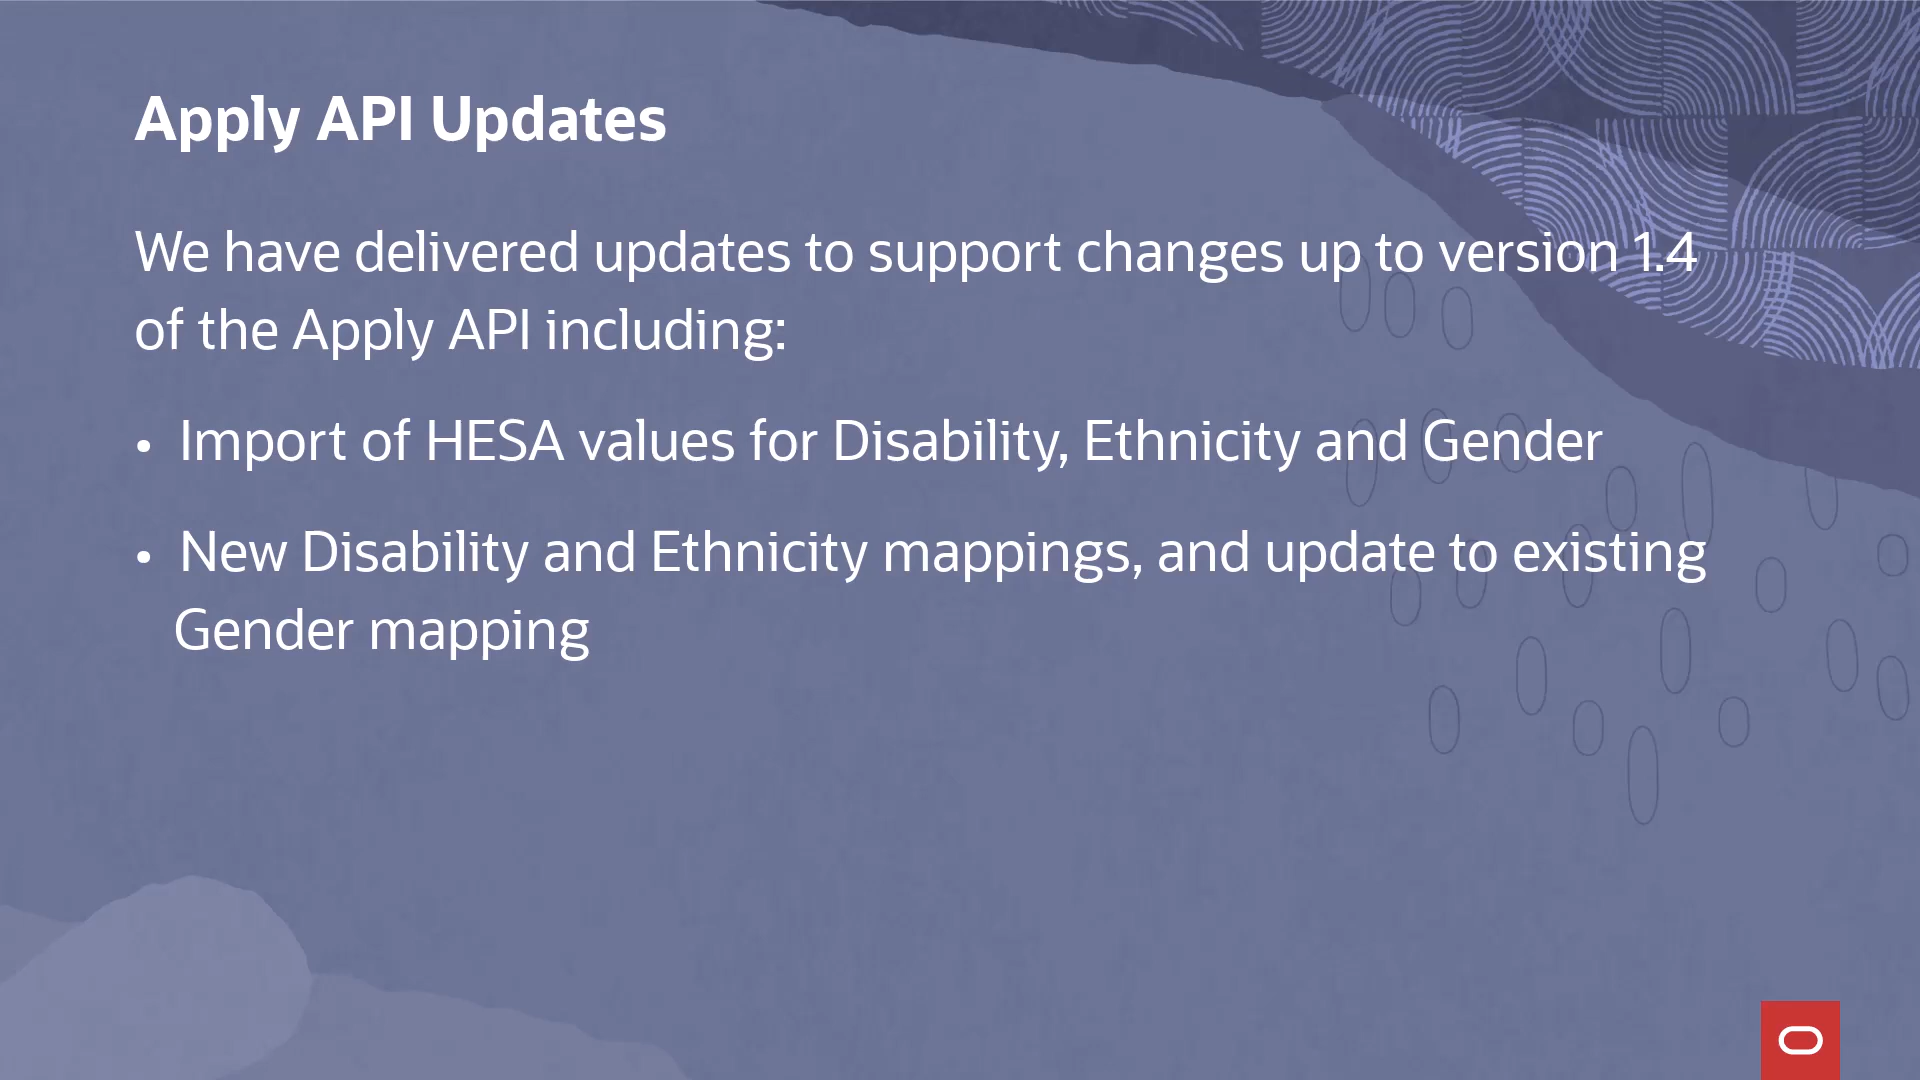 Apply API Updates
We have delivered updates to support changes up to version 1.4
of the Apply API including:
• Import of HESA values for Disability, Ethnicity and Gender
• New Disability and Ethnicity mappings, and update to existing
Gender mapping